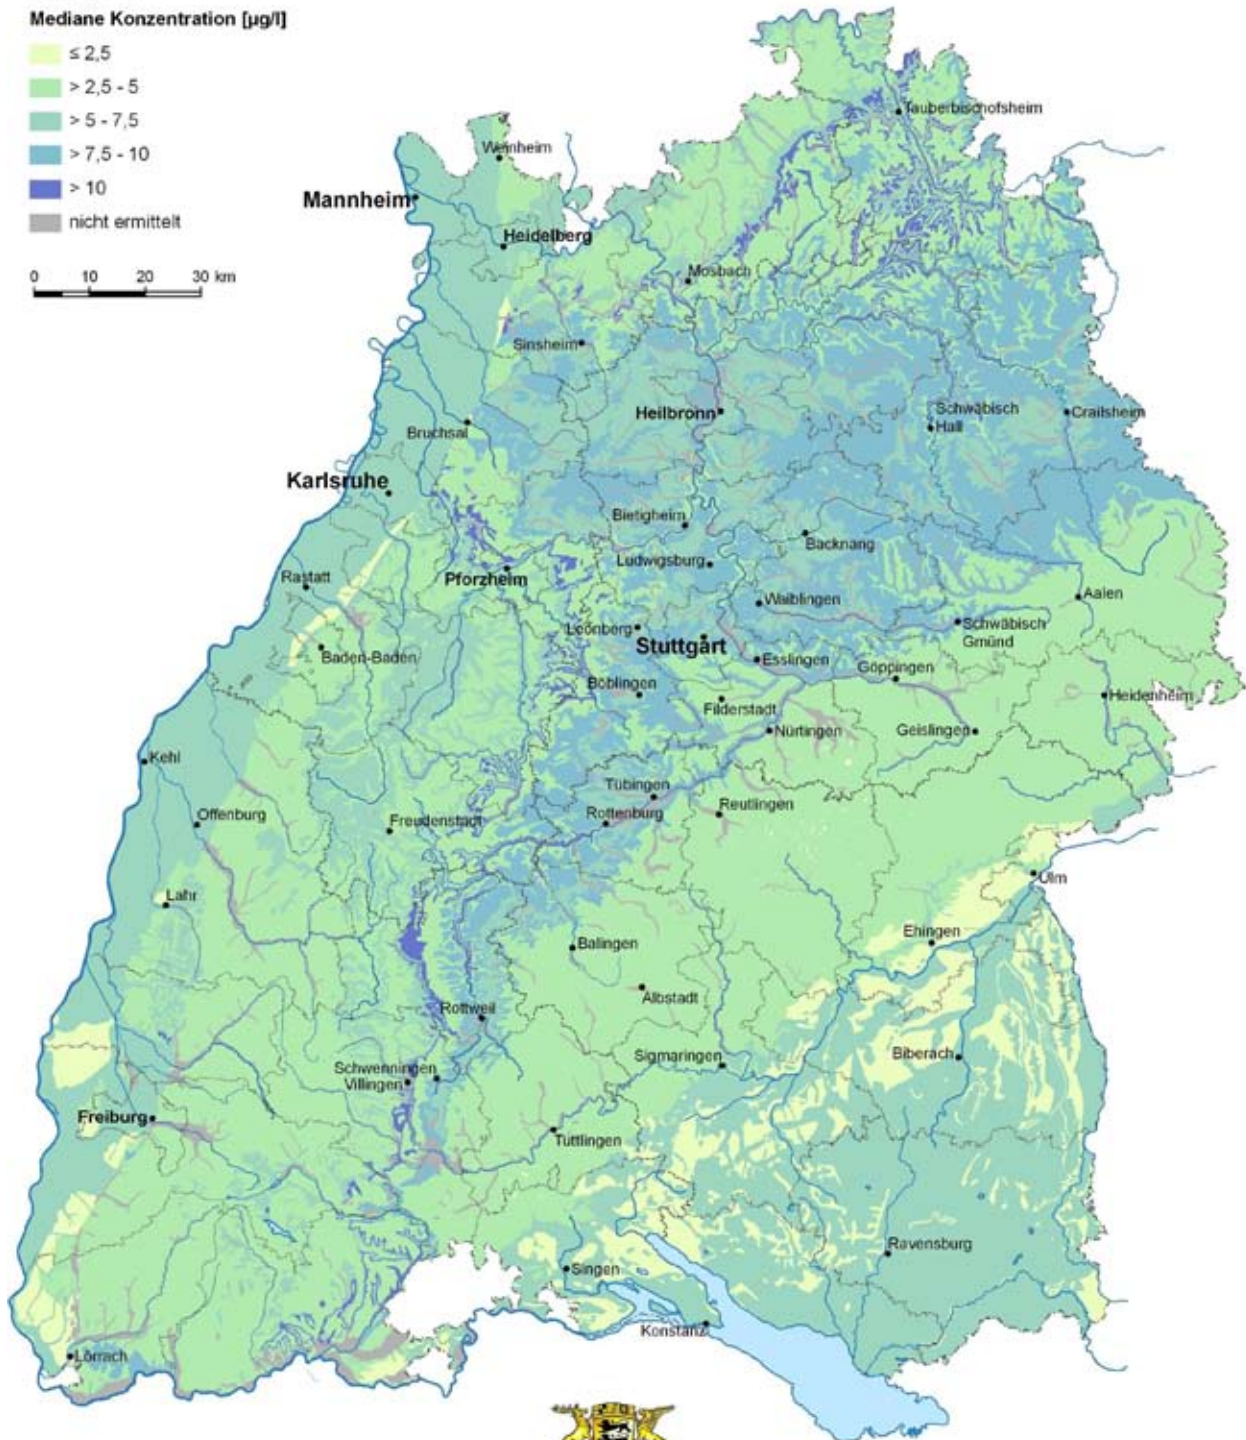 Mediane Konzentration [µg/l]
≤ 2,5
> 2,5 - 5
> 5 - 7,5
> 7,5 - 10
> 10
nicht ermittelt
0 10 20 30 km
Tauberbischofsheim
Weinheim
Mannheim
Heidelberg
Mosbach
Sinsheim
Heilbronn
Schwäbisch
Hall
Crailsheim
Bruchsal
Karlsruhe
Bietigheim
Backnang
Ludwigsburg
Pforzheim
Rastatt
Waiblingen
Aalen
Leonberg
Stuttgart
Schwäbisch
Gmünd
Baden-Baden
Esslingen
Göppingen
Böblingen
Heidenheim
Filderstadt
Nürtingen
Geislingen
Kehl
Tübingen
Reutlingen
Offenburg
Freudenstadt
Rottenburg
Ulm
Lahr
Ehingen
Balingen
Albstadt
Rottweil
Sigmaringen
Biberach
Schwenningen
Villingen
Freiburg
Tuttlingen
Ravensburg
Singen
Konstanz
Lörrach